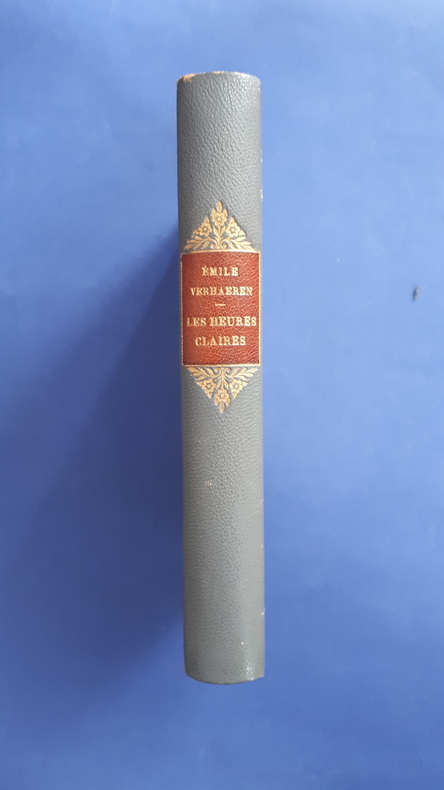 ÉMILE
VERHAEREN
—
LES HEURES
CLAIRES